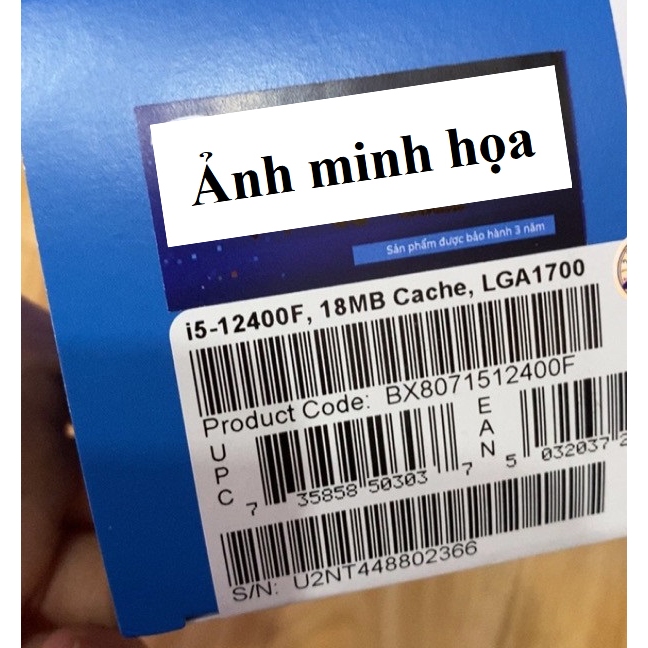 Ảnh minh họa
Sản phẩm được bảo hành 3 năm
i5-12400F, 18MB Cache, LGA1700
Product Code: BX8071512400F
UPC
7 35858 50303 7
EAN
5 032037 2
S/N: U2NT448802366